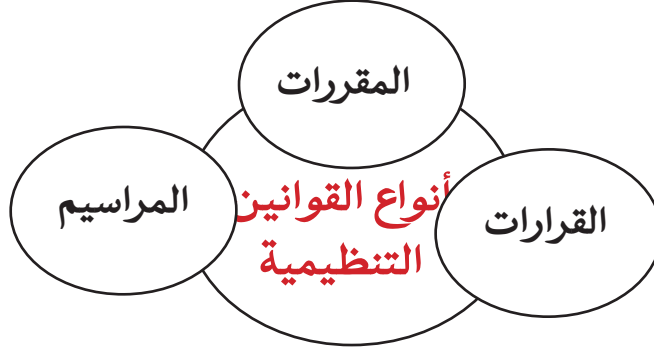 المقررات
القرارات
المراسيم
أنواع القوانين
التنظيمية